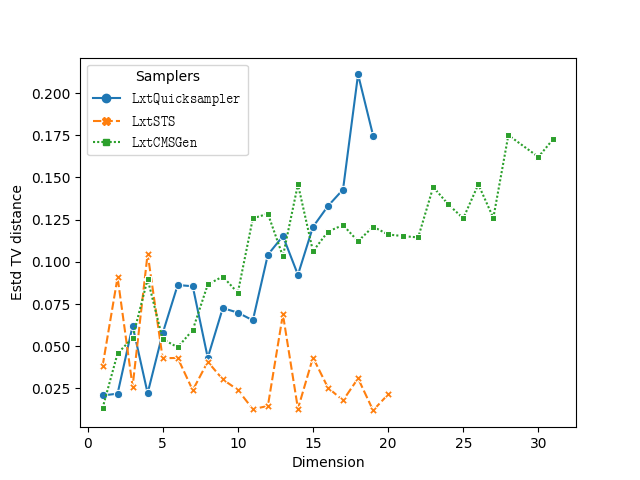 Samplers
LxtQuicksampler
LxtSTS
LxtCMSGen
Estd TV distance
0.200
0.175
0.150
0.125
0.100
0.075
0.050
0.025
0 5 10 15 20 25 30
Dimension